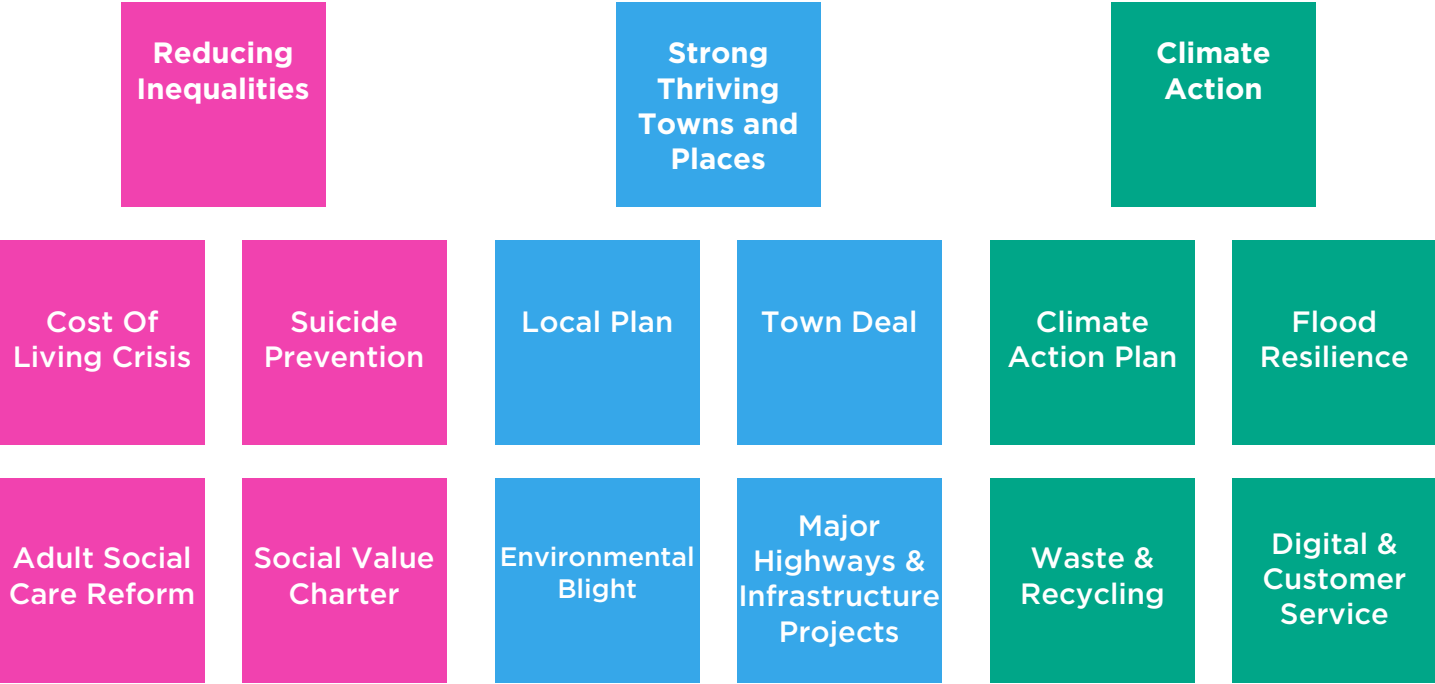 Reducing
Inequalities
Strong
Thriving
Towns and
Places
Climate
Action
Cost Of
Living Crisis
Suicide
Prevention
Local Plan
Town Deal
Climate
Action Plan
Flood
Resilience
Adult Social
Care Reform
Social Value
Charter
Environmental
Blight
Major
Highways &
Infrastructure
Projects
Waste &
Recycling
Digital &
Customer
Service